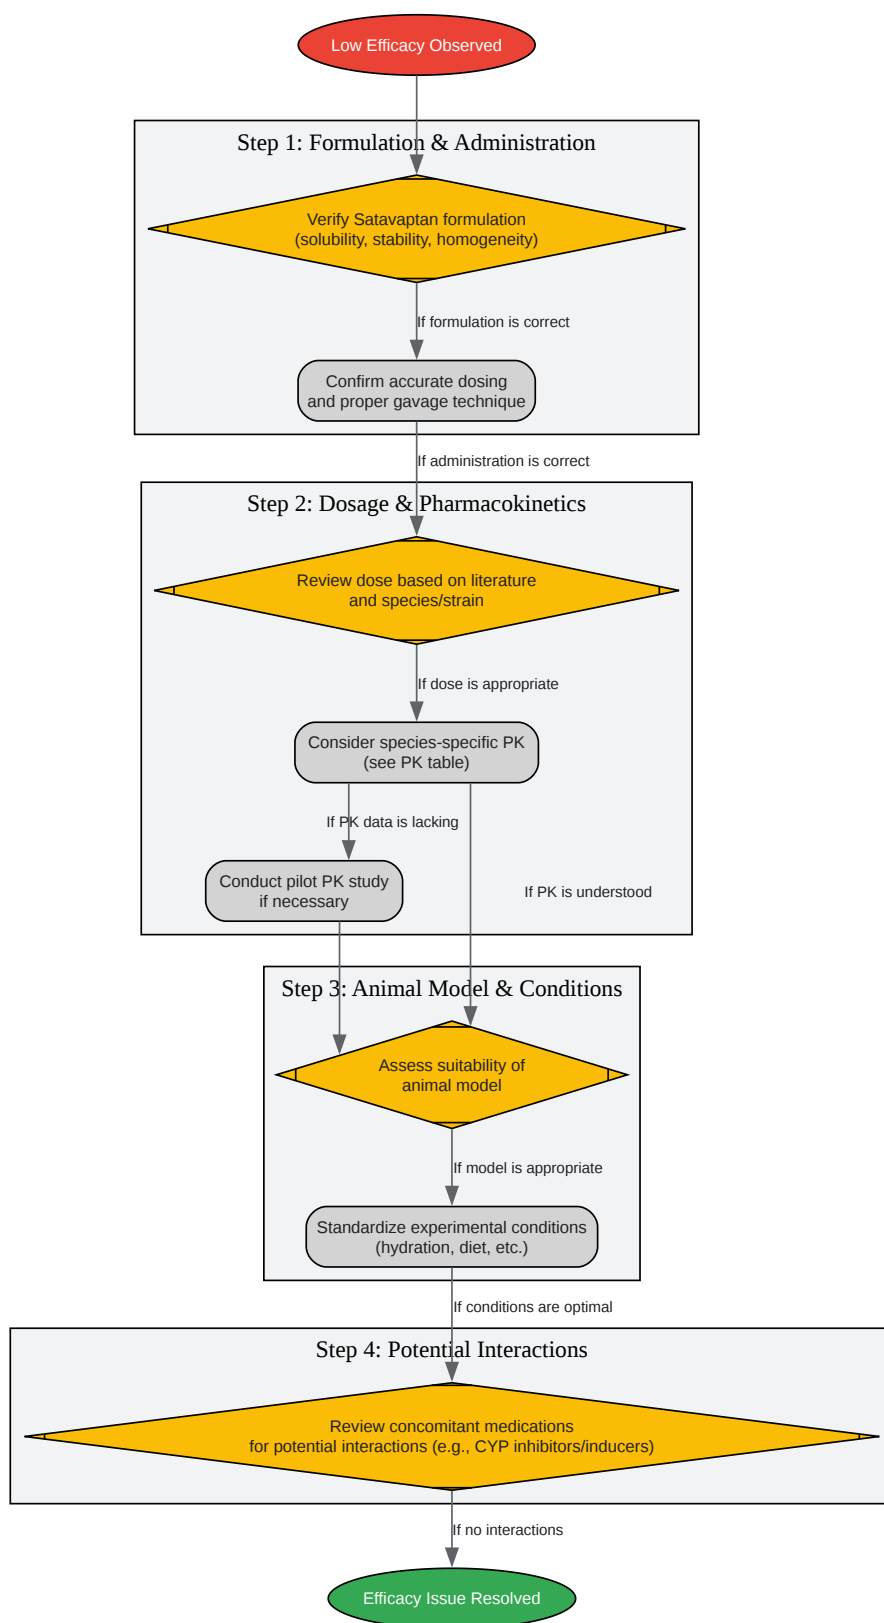 Low Efficacy Observed
Step 1: Formulation & Administration
Verify Satavaptan formulation
(solubility, stability, homogeneity)
If formulation is correct
Confirm accurate dosing
and proper gavage technique
If administration is correct
Step 2: Dosage & Pharmacokinetics
Review dose based on literature
and species/strain
If dose is appropriate
Consider species-specific PK
(see PK table)
If PK data is lacking
Conduct pilot PK study
if necessary
If PK is understood
Step 3: Animal Model & Conditions
Assess suitability of
animal model
If model is appropriate
Standardize experimental conditions
(hydration, diet, etc.)
If conditions are optimal
Step 4: Potential Interactions
Review concomitant medications
for potential interactions (e.g., CYP inhibitors/inducers)
If no interactions
Efficacy Issue Resolved